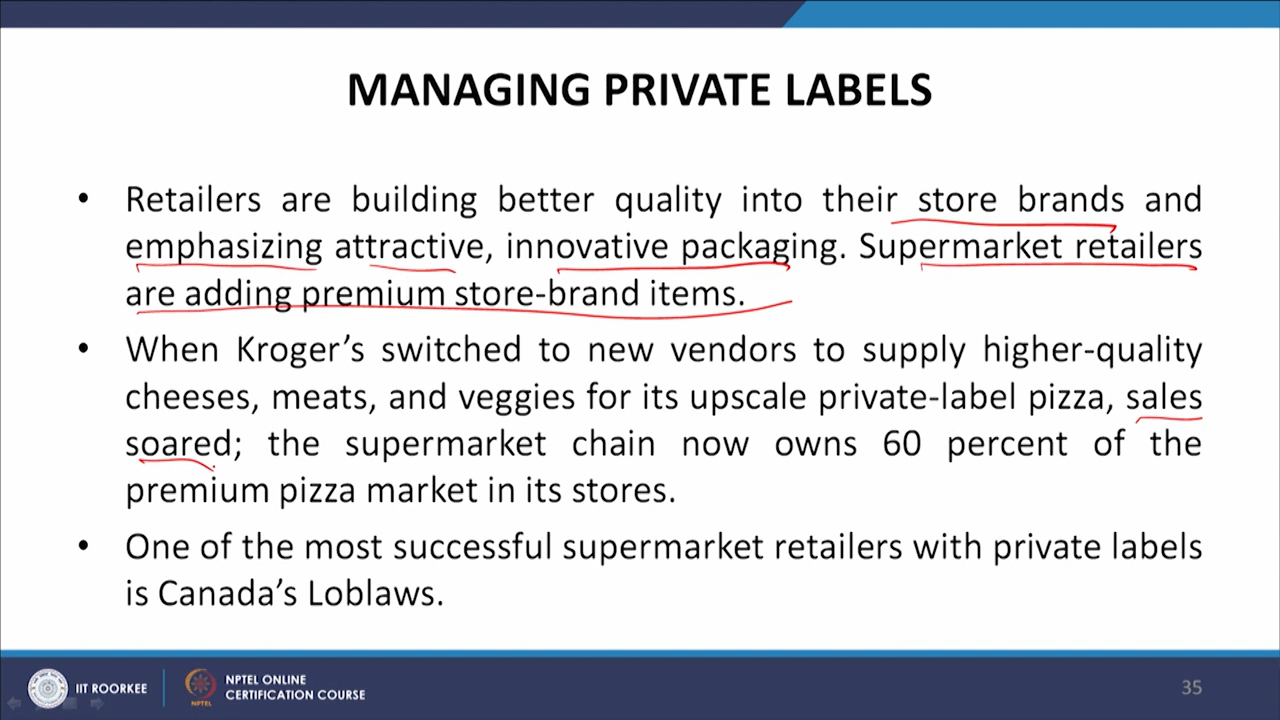 MANAGING PRIVATE LABELS
• Retailers are building better quality into their store brands and
emphasizing attractive, innovative packaging. Supermarket retailers
are adding premium store-brand items.
• When Kroger’s switched to new vendors to supply higher-quality
cheeses, meats, and veggies for its upscale private-label pizza, sales
soared; the supermarket chain now owns 60 percent of the
premium pizza market in its stores.
• One of the most successful supermarket retailers with private labels
is Canada’s Loblaws.
IIT ROORKEE
NPTEL
NPTEL ONLINE
CERTIFICATION COURSE
35